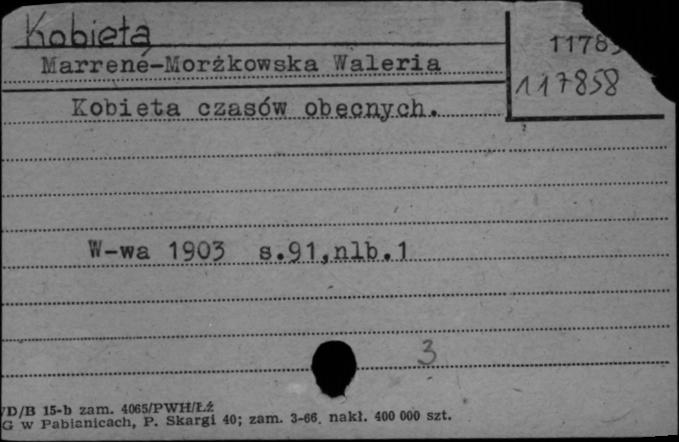 Kobieta
1178
Marrené-Morżkowska Waleria
117858
Kobieta czasów obecnych.
W-wa 1903 s.91,nlb.1
3
/D/B 15-b zam. 4065/PWH/Łź
G w Pabianicach, P. Skargi 40; zam. 3-66. nakł. 400 000 szt.